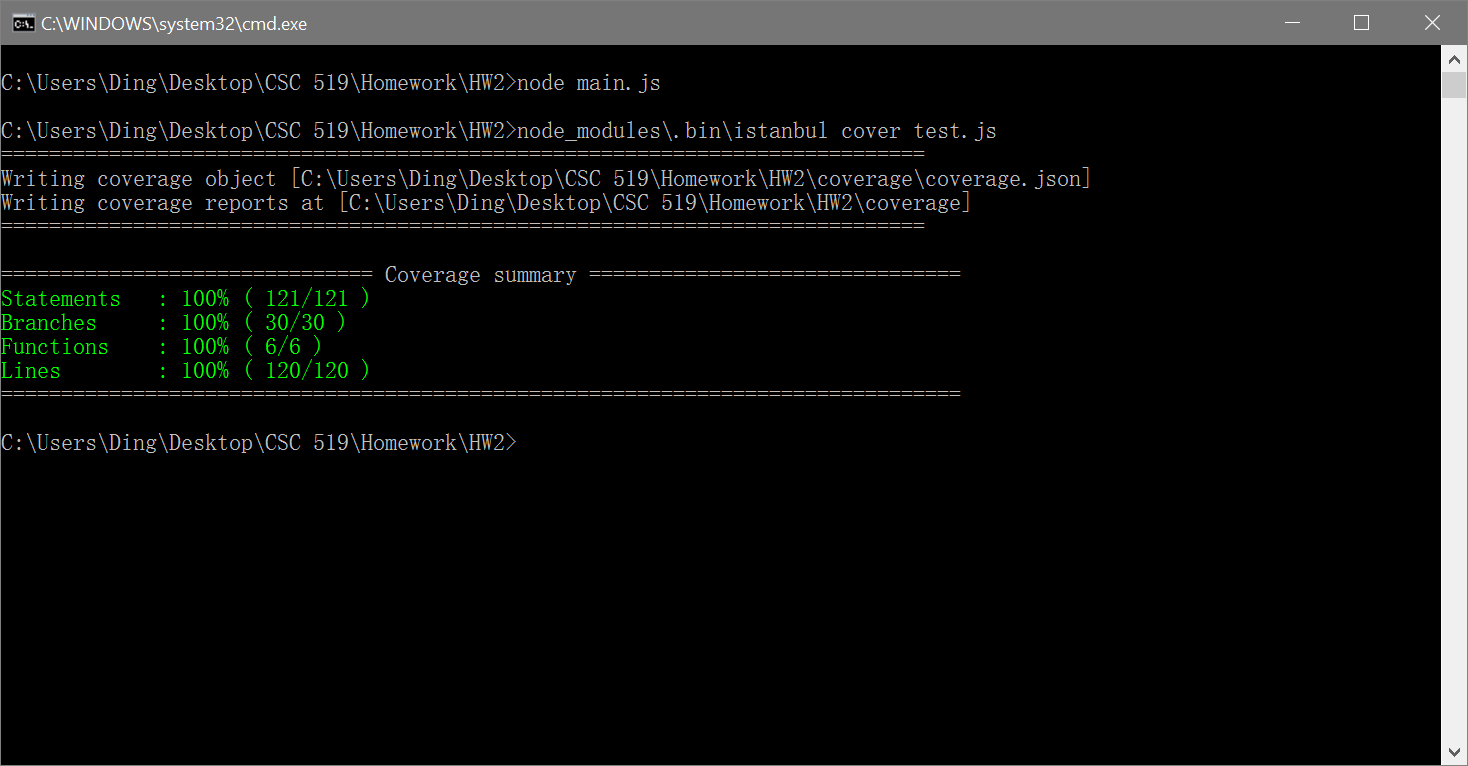 C:\WINDOWS\system32\cmd.exe
C:\Users\Ding\Desktop\CSC 519\Homework\HW2>node main.js
C:\Users\Ding\Desktop\CSC 519\Homework\HW2>node_modules\.bin\istanbul cover test.js
=============================================================================
Writing coverage object [C:\Users\Ding\Desktop\CSC 519\Homework\HW2\coverage\coverage.json]
Writing coverage reports at [C:\Users\Ding\Desktop\CSC 519\Homework\HW2\coverage]
=============================================================================
=============================== Coverage summary ===============================
Statements   : 100% ( 121/121 )
Branches     : 100% ( 30/30 )
Functions    : 100% ( 6/6 )
Lines        : 100% ( 120/120 )
================================================================================
C:\Users\Ding\Desktop\CSC 519\Homework\HW2>